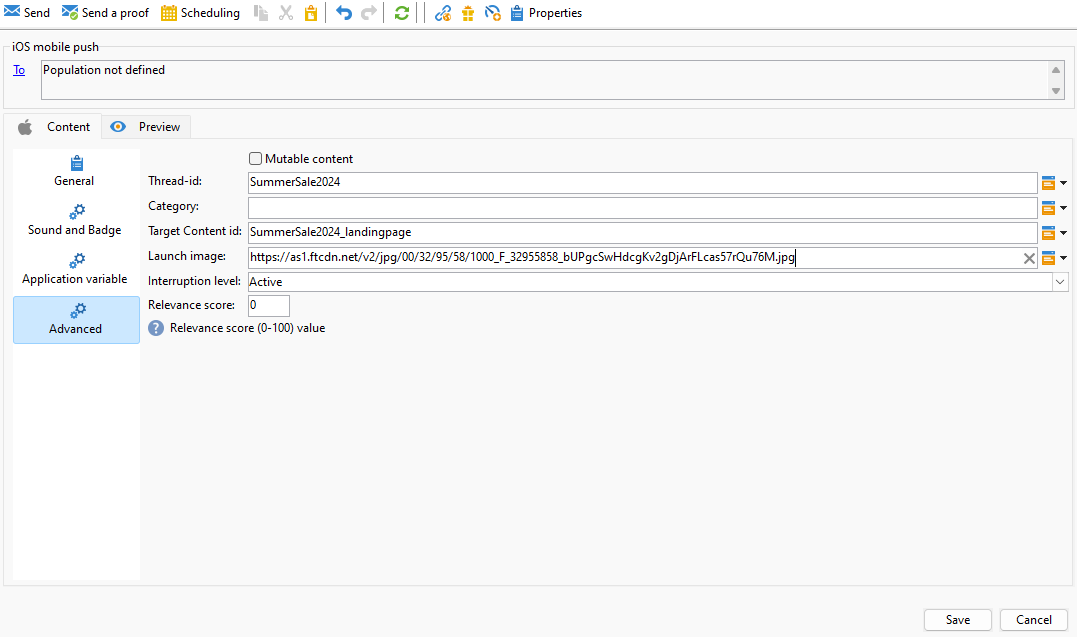 Send Send a proof Scheduling Properties
iOS mobile push
To Population not defined
Content Preview
General
Sound and Badge
Application variable
Advanced
Mutable content
Thread-id: SummerSale2024
Category:
Target Content id: SummerSale2024_landingpage
Launch image: https://as1.ftcdn.net/v2/jpg/00/32/95/58/1000_F_32955858_bUPgcSwHdcgKv2gDjArFLcas57rQu76M.jpg
Interruption level: Active
Relevance score: 0
? Relevance score (0-100) value
Save Cancel